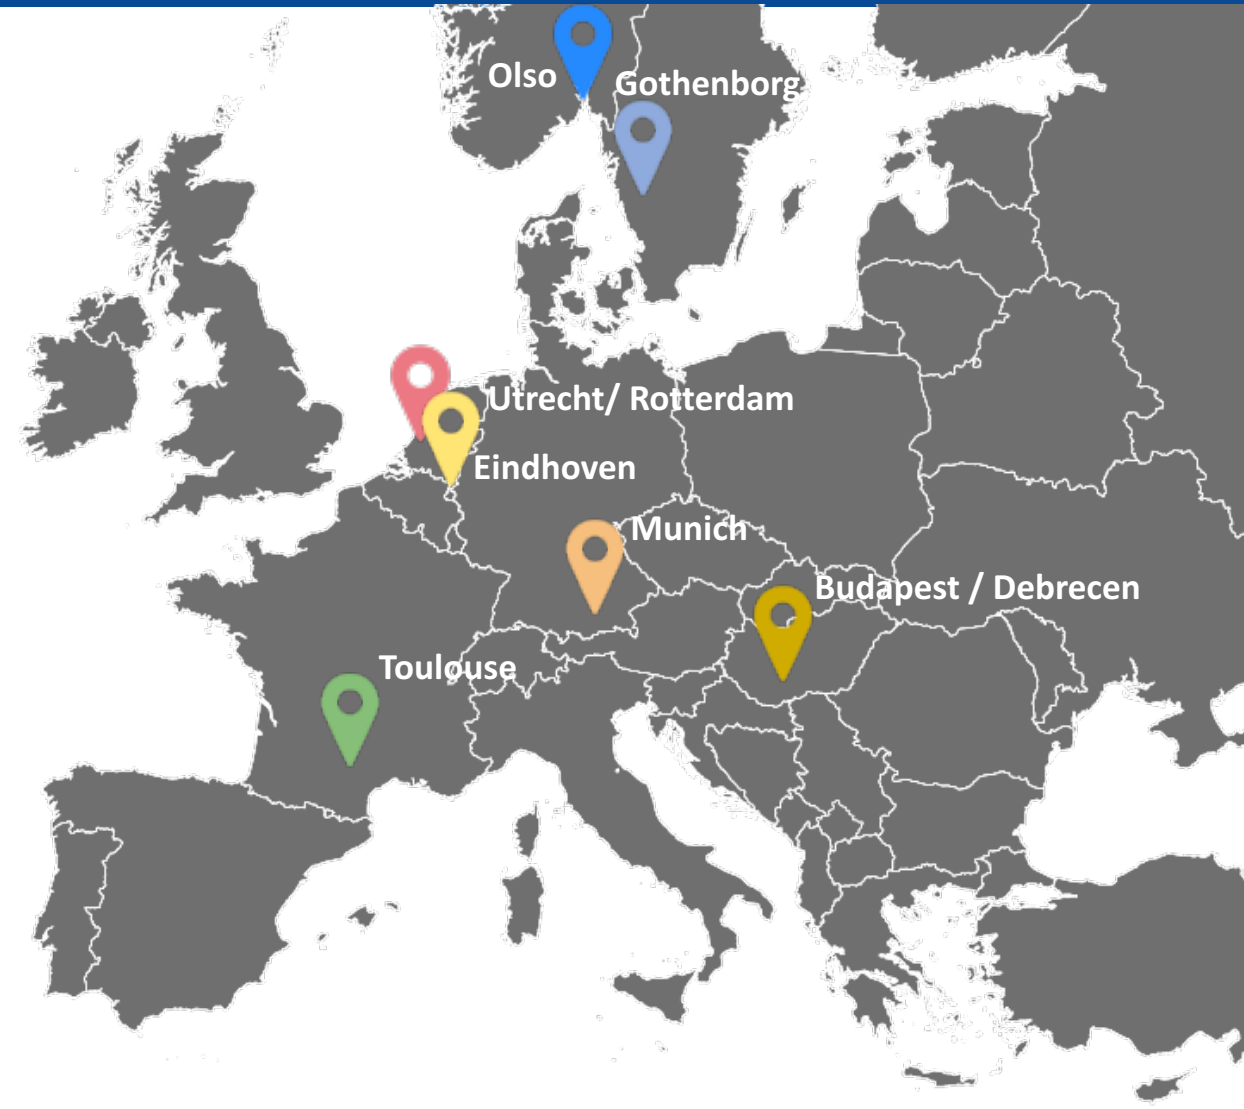 Olso
Gothenborg
Utrecht/ Rotterdam
Eindhoven
Munich
Budapest / Debrecen
Toulouse